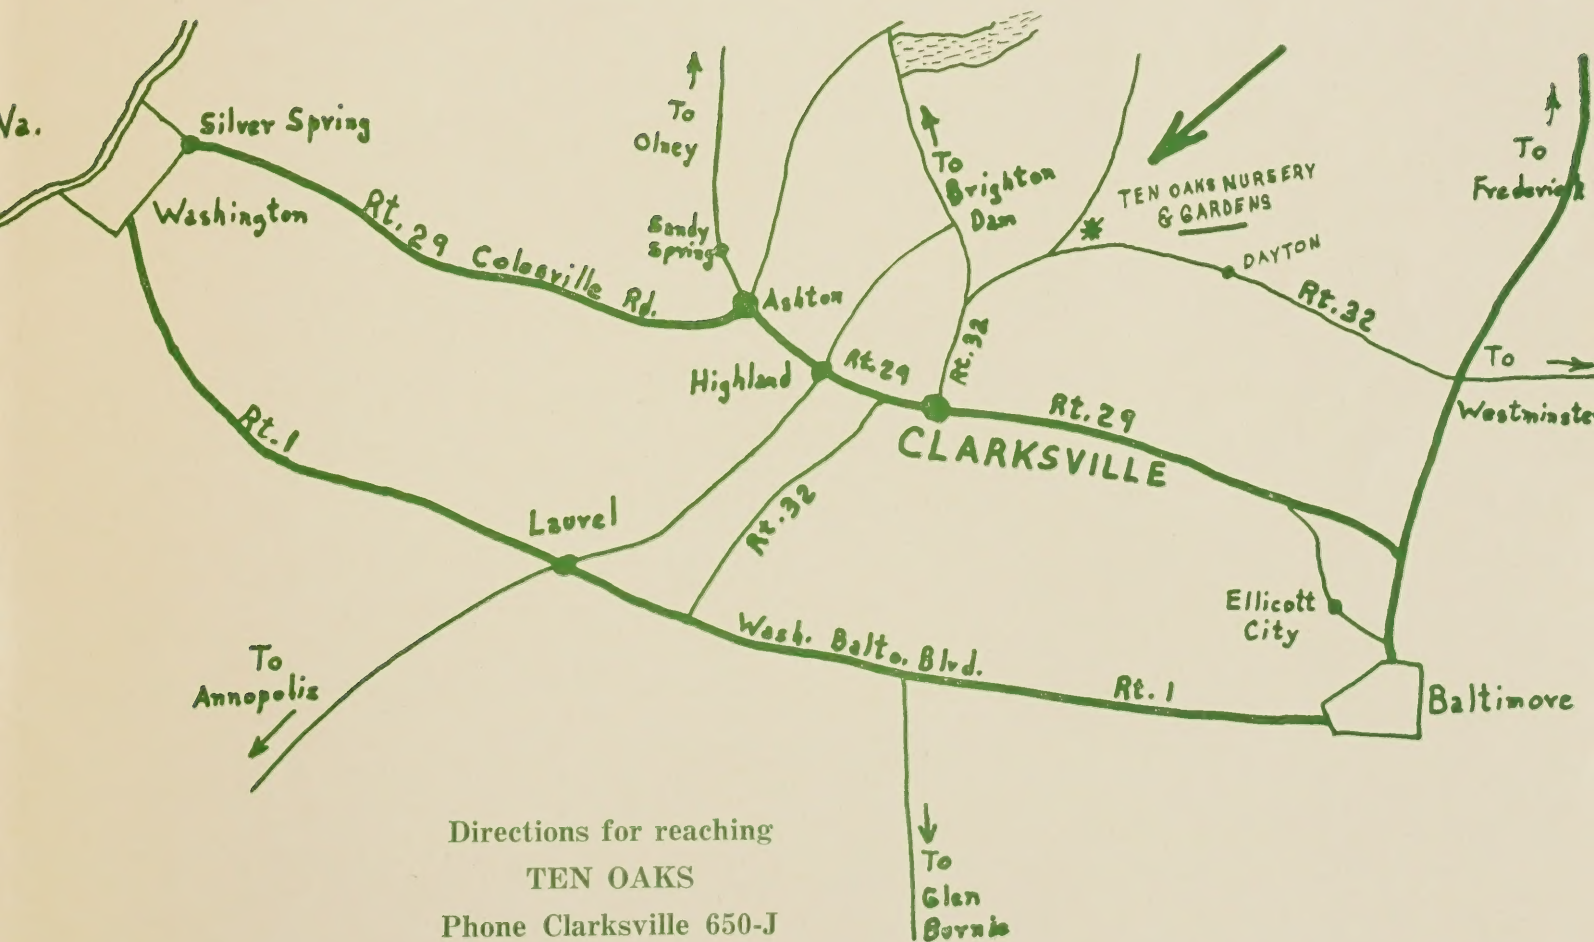 Va.
Silver Spring
Washington
Rt. 29 Colesville Rd.
To
Olney
Sandy
Spring
Ashton
To
Brighton
Dam
TEN OAKS NURSERY
& GARDENS
DAYTON
Rt. 32
To
Frederick
To
Westminste
Highland
Rt. 29
Rt. 32
CLARKSVILLE
Rt. 29
Rt. 1
Laurel
Rt. 32
Ellicott
City
Wash. Balto. Blvd.
Rt. 1
Baltimore
To
Annopolis
To
Glen
Burnie
Directions for reaching
TEN OAKS
Phone Clarksville 650-J